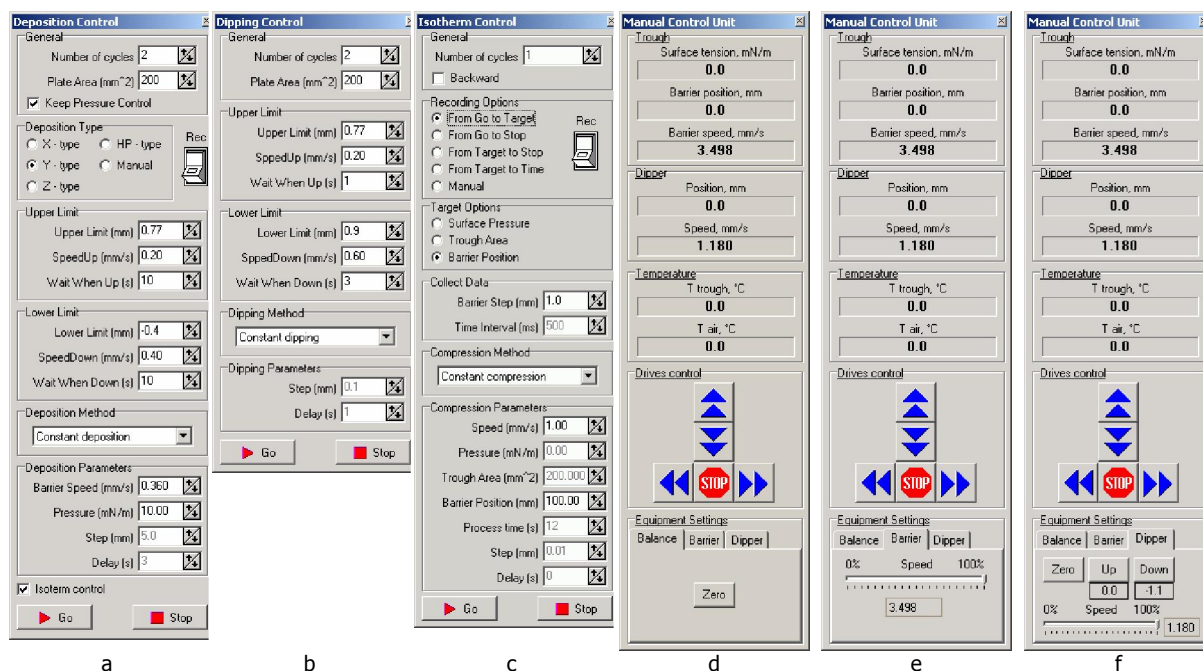 Deposition Control
General
Number of cycles 2
Plate Area (mm^2) 200
Keep Pressure Control
Deposition Type
X - type HP - type
Y - type Manual
Z - type
Rec
Upper Limit
Upper Limit (mm) 0.77
SpeedUp (mm/s) 0.20
Wait When Up (s) 10
Lower Limit
Lower Limit (mm) -0.4
SpeedDown (mm/s) 0.40
Wait When Down (s) 10
Deposition Method
Constant deposition
Deposition Parameters
Barrier Speed (mm/s) 0.360
Pressure (mN/m) 10.00
Step (mm) 5.0
Delay (s) 3
Isoterm control
Go Stop
a
Dipping Control
General
Number of cycles 2
Plate Area (mm^2) 200
Upper Limit
Upper Limit (mm) 0.77
SppedUp (mm/s) 0.20
Wait When Up (s) 1
Lower Limit
Lower Limit (mm) 0.9
SppedDown (mm/s) 0.60
Wait When Down (s) 3
Dipping Method
Constant dipping
Dipping Parameters
Step (mm) 0.1
Delay (s) 1
Go Stop
b
Isotherm Control
General
Number of cycles 1
Backward
Recording Options
From Go to Target
From Go to Stop
From Target to Stop
From Target to Time
Manual
Rec
Target Options
Surface Pressure
Trough Area
Barrier Position
Collect Data
Barrier Step (mm) 1.0
Time Interval (ms) 500
Compression Method
Constant compression
Compression Parameters
Speed (mm/s) 1.00
Pressure (mN/m) 0.00
Trough Area (mm^2) 200.000
Barrier Position (mm) 100.00
Process time (s) 12
Step (mm) 0.01
Delay (s) 0
Go Stop
c
Manual Control Unit
Trough
Surface tension, mN/m
0.0
Barrier position, mm
0.0
Barrier speed, mm/s
3.498
Dipper
Position, mm
0.0
Speed, mm/s
1.180
Temperature
T trough, °C
0.0
T air, °C
0.0
Drives control
STOP
Equipment Settings
Balance Barrier Dipper
Zero
d
Manual Control Unit
Trough
Surface tension, mN/m
0.0
Barrier position, mm
0.0
Barrier speed, mm/s
3.498
Dipper
Position, mm
0.0
Speed, mm/s
1.180
Temperature
T trough, °C
0.0
T air, °C
0.0
Drives control
STOP
Equipment Settings
Balance Barrier Dipper
0% Speed 100%
3.498
e
Manual Control Unit
Trough
Surface tension, mN/m
0.0
Barrier position, mm
0.0
Barrier speed, mm/s
3.498
Dipper
Position, mm
0.0
Speed, mm/s
1.180
Temperature
T trough, °C
0.0
T air, °C
0.0
Drives control
STOP
Equipment Settings
Balance Barrier Dipper
Zero Up Down
0.0 -1.1
0% Speed 100%
1.180
f